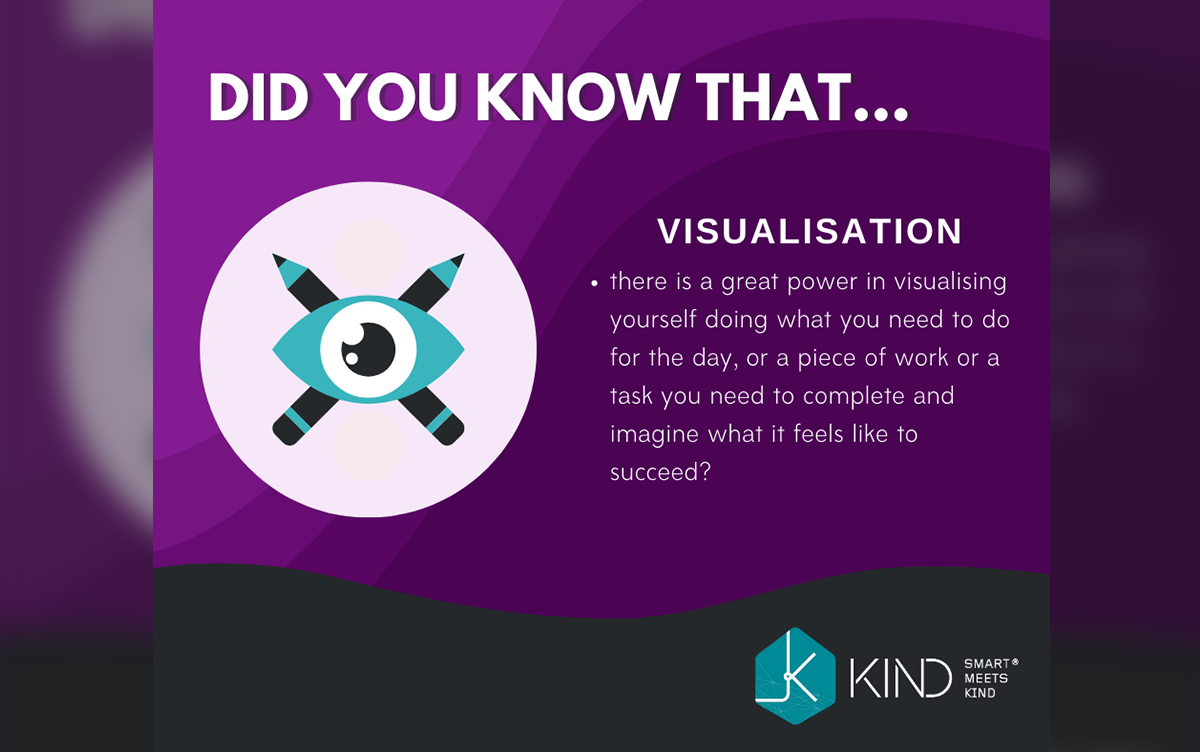 DID YOU KNOW THAT...
VISUALISATION
• there is a great power in visualising
yourself doing what you need to do
for the day, or a piece of work or a
task you need to complete and
imagine what it feels like to
succeed?
KIND
SMART®
MEETS
KIND